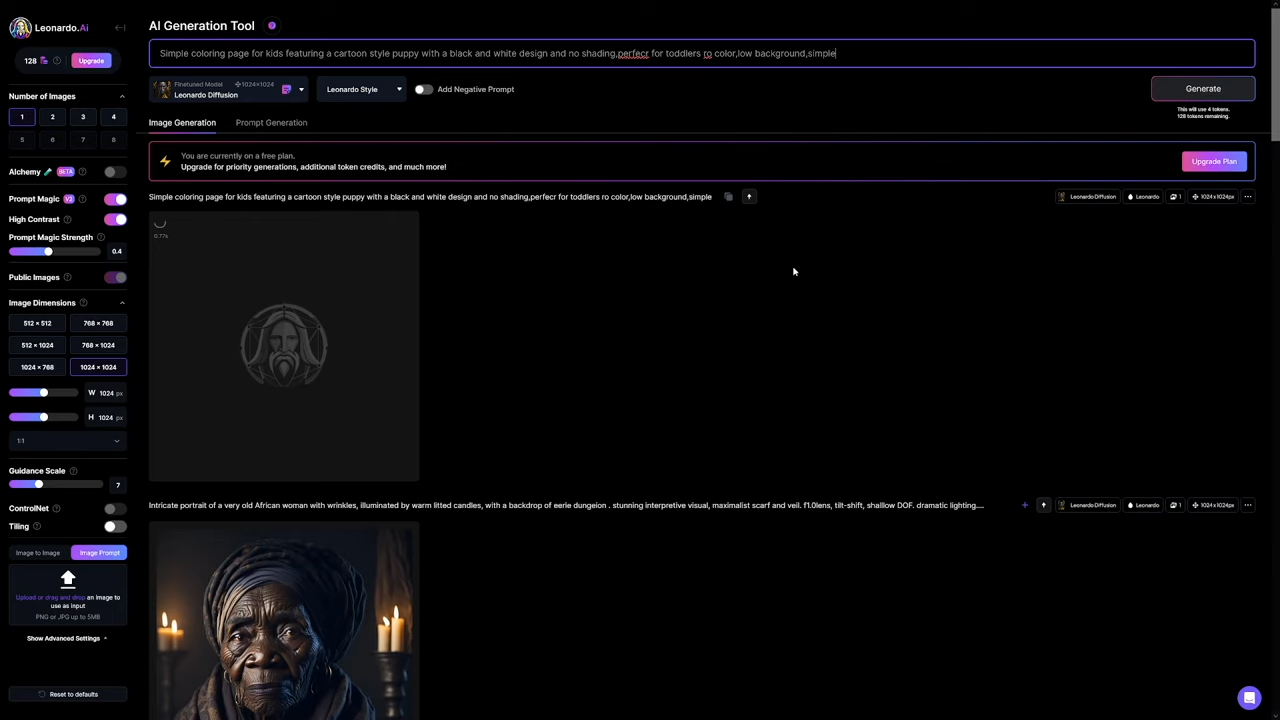 Leonardo.Ai
128
Upgrade
Number of Images
1 2 3 4
5 6 7 8
Alchemy BETA
Prompt Magic V2
High Contrast
Prompt Magic Strength
0.4
Public Images
Image Dimensions
512 × 512 768 × 768
512 × 1024 768 × 1024
1024 × 768 1024 × 1024
W 1024 px
H 1024 px
1:1
Guidance Scale
7
ControlNet
Tiling
Image to Image Image Prompt
Upload or drag and drop an image to
use as input
PNG or JPG up to 5MB
Show Advanced Settings
Reset to defaults
AI Generation Tool
Simple coloring page for kids featuring a cartoon style puppy with a black and white design and no shading,perfecr for toddlers ro color,low background,simple
Finetuned Model 1024×1024
Leonardo Diffusion
Leonardo Style
Add Negative Prompt
Generate
This will use 4 tokens.
128 tokens remaining.
Image Generation Prompt Generation
You are currently on a free plan.
Upgrade for priority generations, additional token credits, and much more!
Upgrade Plan
Simple coloring page for kids featuring a cartoon style puppy with a black and white design and no shading,perfecr for toddlers ro color,low background,simple
Leonardo Diffusion Leonardo 1 1024x1024px
0.77s
Intricate portrait of a very old African woman with wrinkles, illuminated by warm litted candles, with a backdrop of eerie dungeon . stunning interpretive visual, maximalist scarf and veil. f1.0lens, tilt-shift, shalllow DOF. dramatic lighting....
Leonardo Diffusion Leonardo 1 1024x1024px